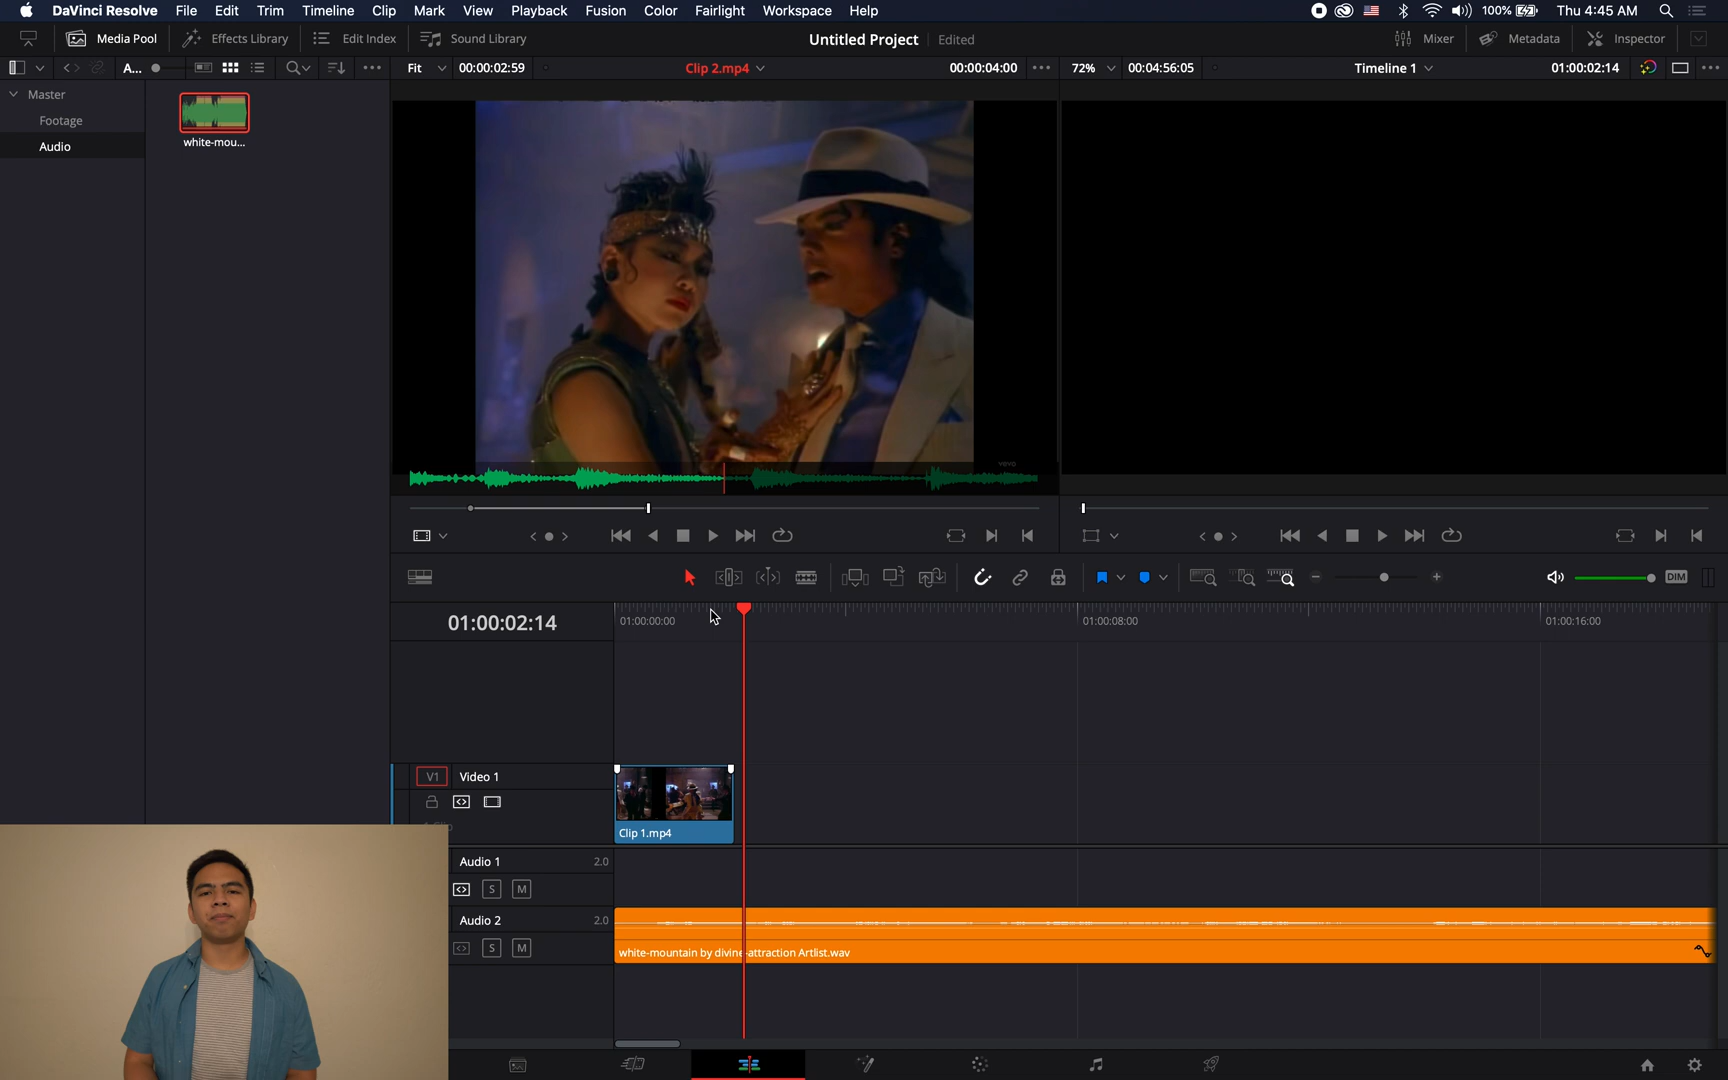 DaVinci Resolve File Edit Trim Timeline Clip Mark View Playback Fusion Color Fairlight Workspace Help 100% Thu 4:45 AM
Media Pool Effects Library Edit Index Sound Library Untitled Project Edited Mixer Metadata Inspector
A... Fit 00:00:02:59 Clip 2.mp4 00:00:04:00 72% 00:04:56:05 Timeline 1 01:00:02:14
Master
Footage
Audio
white-mou...
vevo
DIM
01:00:02:14 01:00:00:00 01:00:08:00 01:00:16:00
V1 Video 1
Clip 1.mp4
Audio 1 2.0
S M
Audio 2 2.0
S M
white-mountain by divine-attraction Artlist.wav